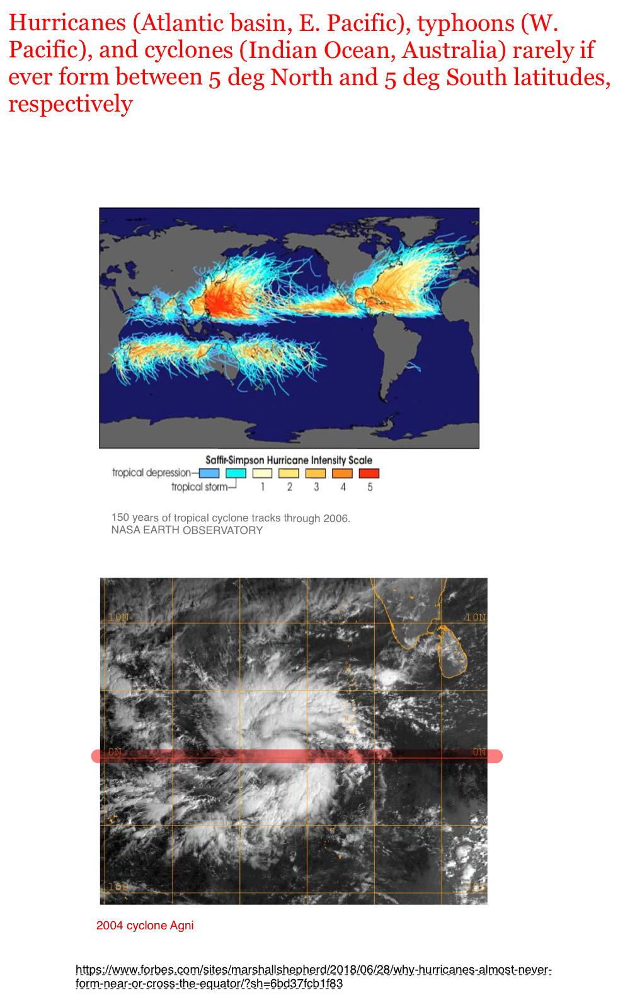 Hurricanes (Atlantic basin, E. Pacific), typhoons (W.
Pacific), and cyclones (Indian Ocean, Australia) rarely if
ever form between 5 deg North and 5 deg South latitudes,
respectively
Saffir-Simpson Hurricane Intensity Scale
tropical depression
tropical storm 1 2 3 4 5
150 years of tropical cyclone tracks through 2006.
NASA EARTH OBSERVATORY
10N 10N
0N 0N
10S 10S
2004 cyclone Agni
https://www.forbes.com/sites/marshallshepherd/2018/06/28/why-hurricanes-almost-never-
form-near-or-cross-the-equator/?sh=6bd37fcb1f83